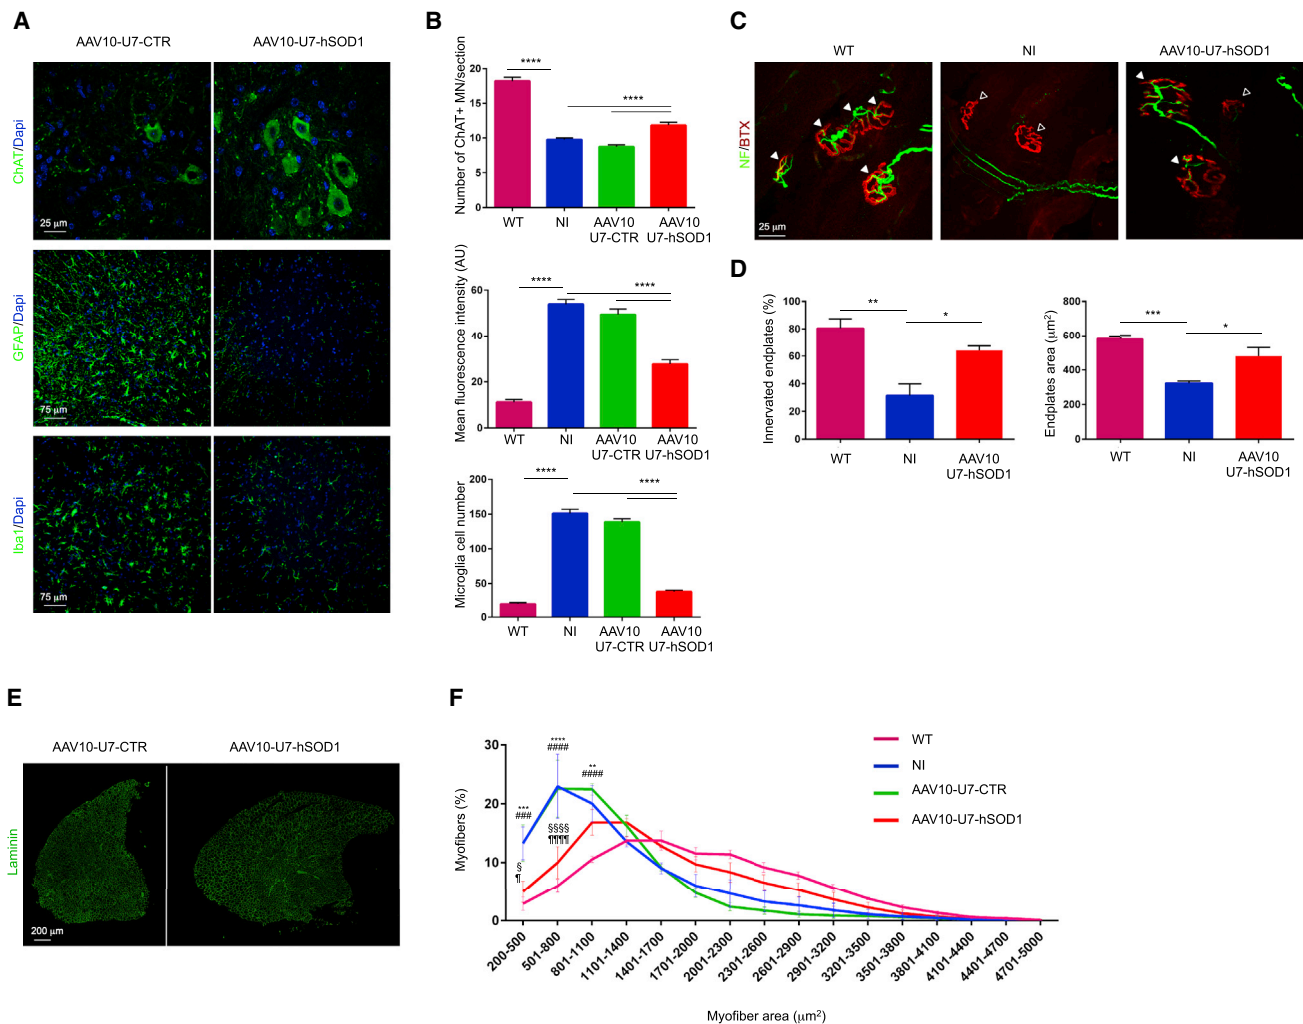 A
AAV10-U7-CTR
AAV10-U7-hSOD1
ChAT/Dapi
25 μm
GFAP/Dapi
75 μm
Iba1/Dapi
75 μm
B
Number of ChAT+ MN/section
20
15
10
5
0
****
****
WT
NI
AAV10
U7-CTR
AAV10
U7-hSOD1
Mean fluorescence intensity (AU)
60
40
20
0
****
****
WT
NI
AAV10
U7-CTR
AAV10
U7-hSOD1
Microglia cell number
200
150
100
50
0
****
****
WT
NI
AAV10
U7-CTR
AAV10
U7-hSOD1
C
WT
NI
AAV10-U7-hSOD1
NF/BTX
25 μm
D
Innervated endplates (%)
100
80
60
40
20
0
**
*
WT
NI
AAV10
U7-hSOD1
Endplates area (μm²)
800
600
400
200
0
***
*
WT
NI
AAV10
U7-hSOD1
E
AAV10-U7-CTR
AAV10-U7-hSOD1
Laminin
200 μm
F
Myofibers (%)
30
20
10
0
***
###
§
¶
****
####
§§§§
¶¶¶¶
**
####
WT
NI
AAV10-U7-CTR
AAV10-U7-hSOD1
200-500
501-800
801-1100
1101-1400
1401-1700
1701-2000
2001-2300
2301-2600
2601-2900
2901-3200
3201-3500
3501-3800
3801-4100
4101-4400
4401-4700
4701-5000
Myofiber area (μm²)